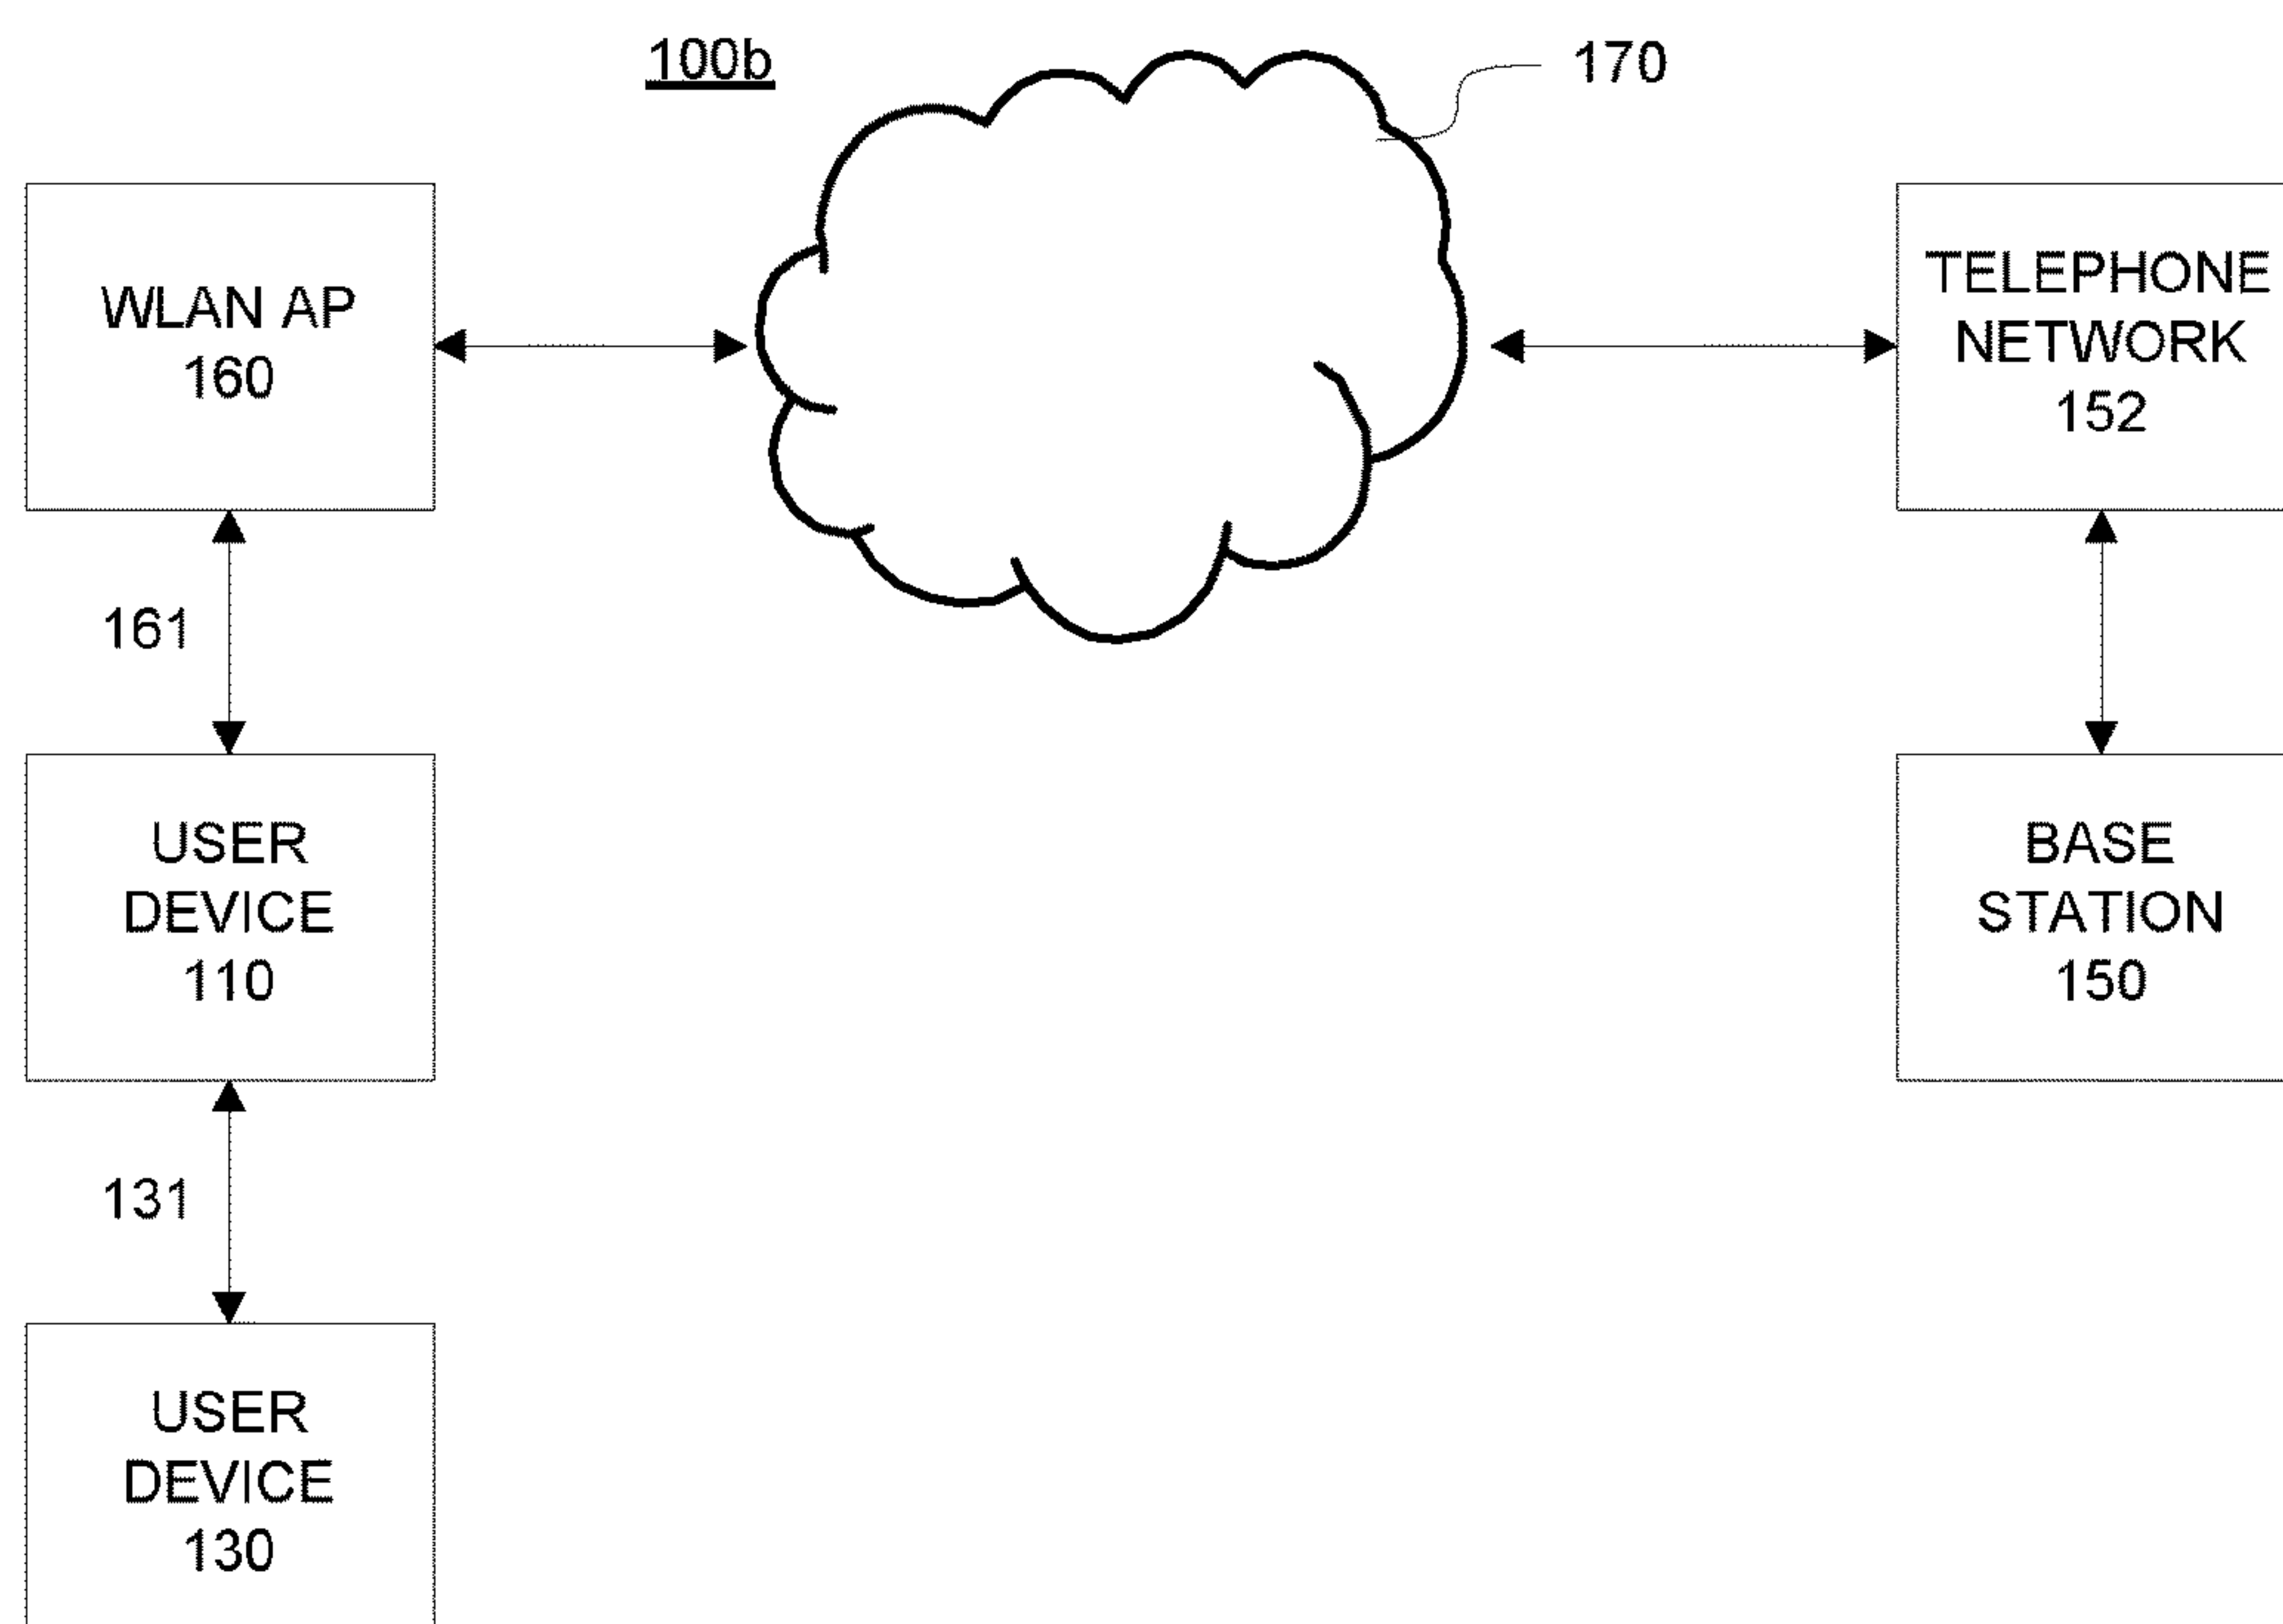 100b
170
WLAN AP
160
TELEPHONE
NETWORK
152
161
USER
DEVICE
110
BASE
STATION
150
131
USER
DEVICE
130